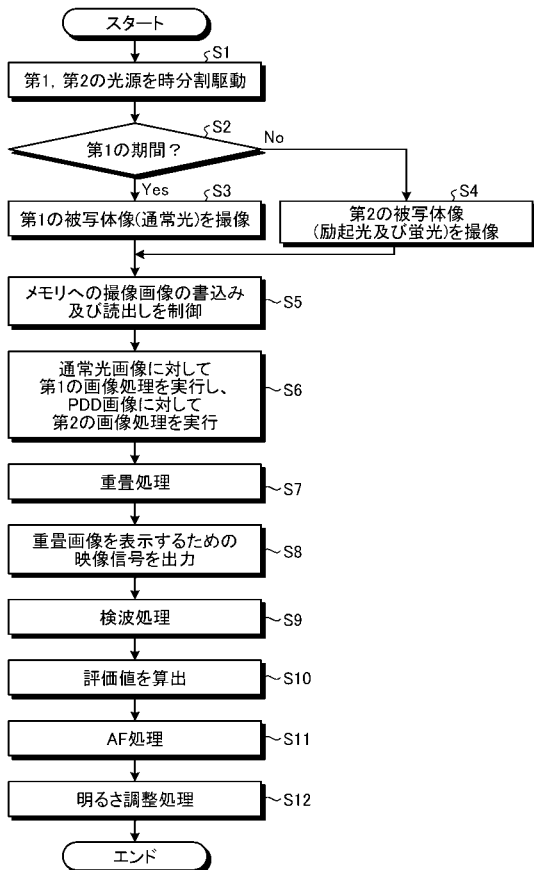 スタート
S1
第1，第2の光源を時分割駆動
S2
第1の期間？
No
Yes
S3
第1の被写体像(通常光)を撮像
S4
第2の被写体像
(励起光及び蛍光)を撮像
メモリへの撮像画像の書込み
及び読出しを制御
S5
通常光画像に対して
第1の画像処理を実行し、
PDD画像に対して
第2の画像処理を実行
S6
重畳処理
S7
重畳画像を表示するための
映像信号を出力
S8
検波処理
S9
評価値を算出
S10
AF処理
S11
明るさ調整処理
S12
エンド